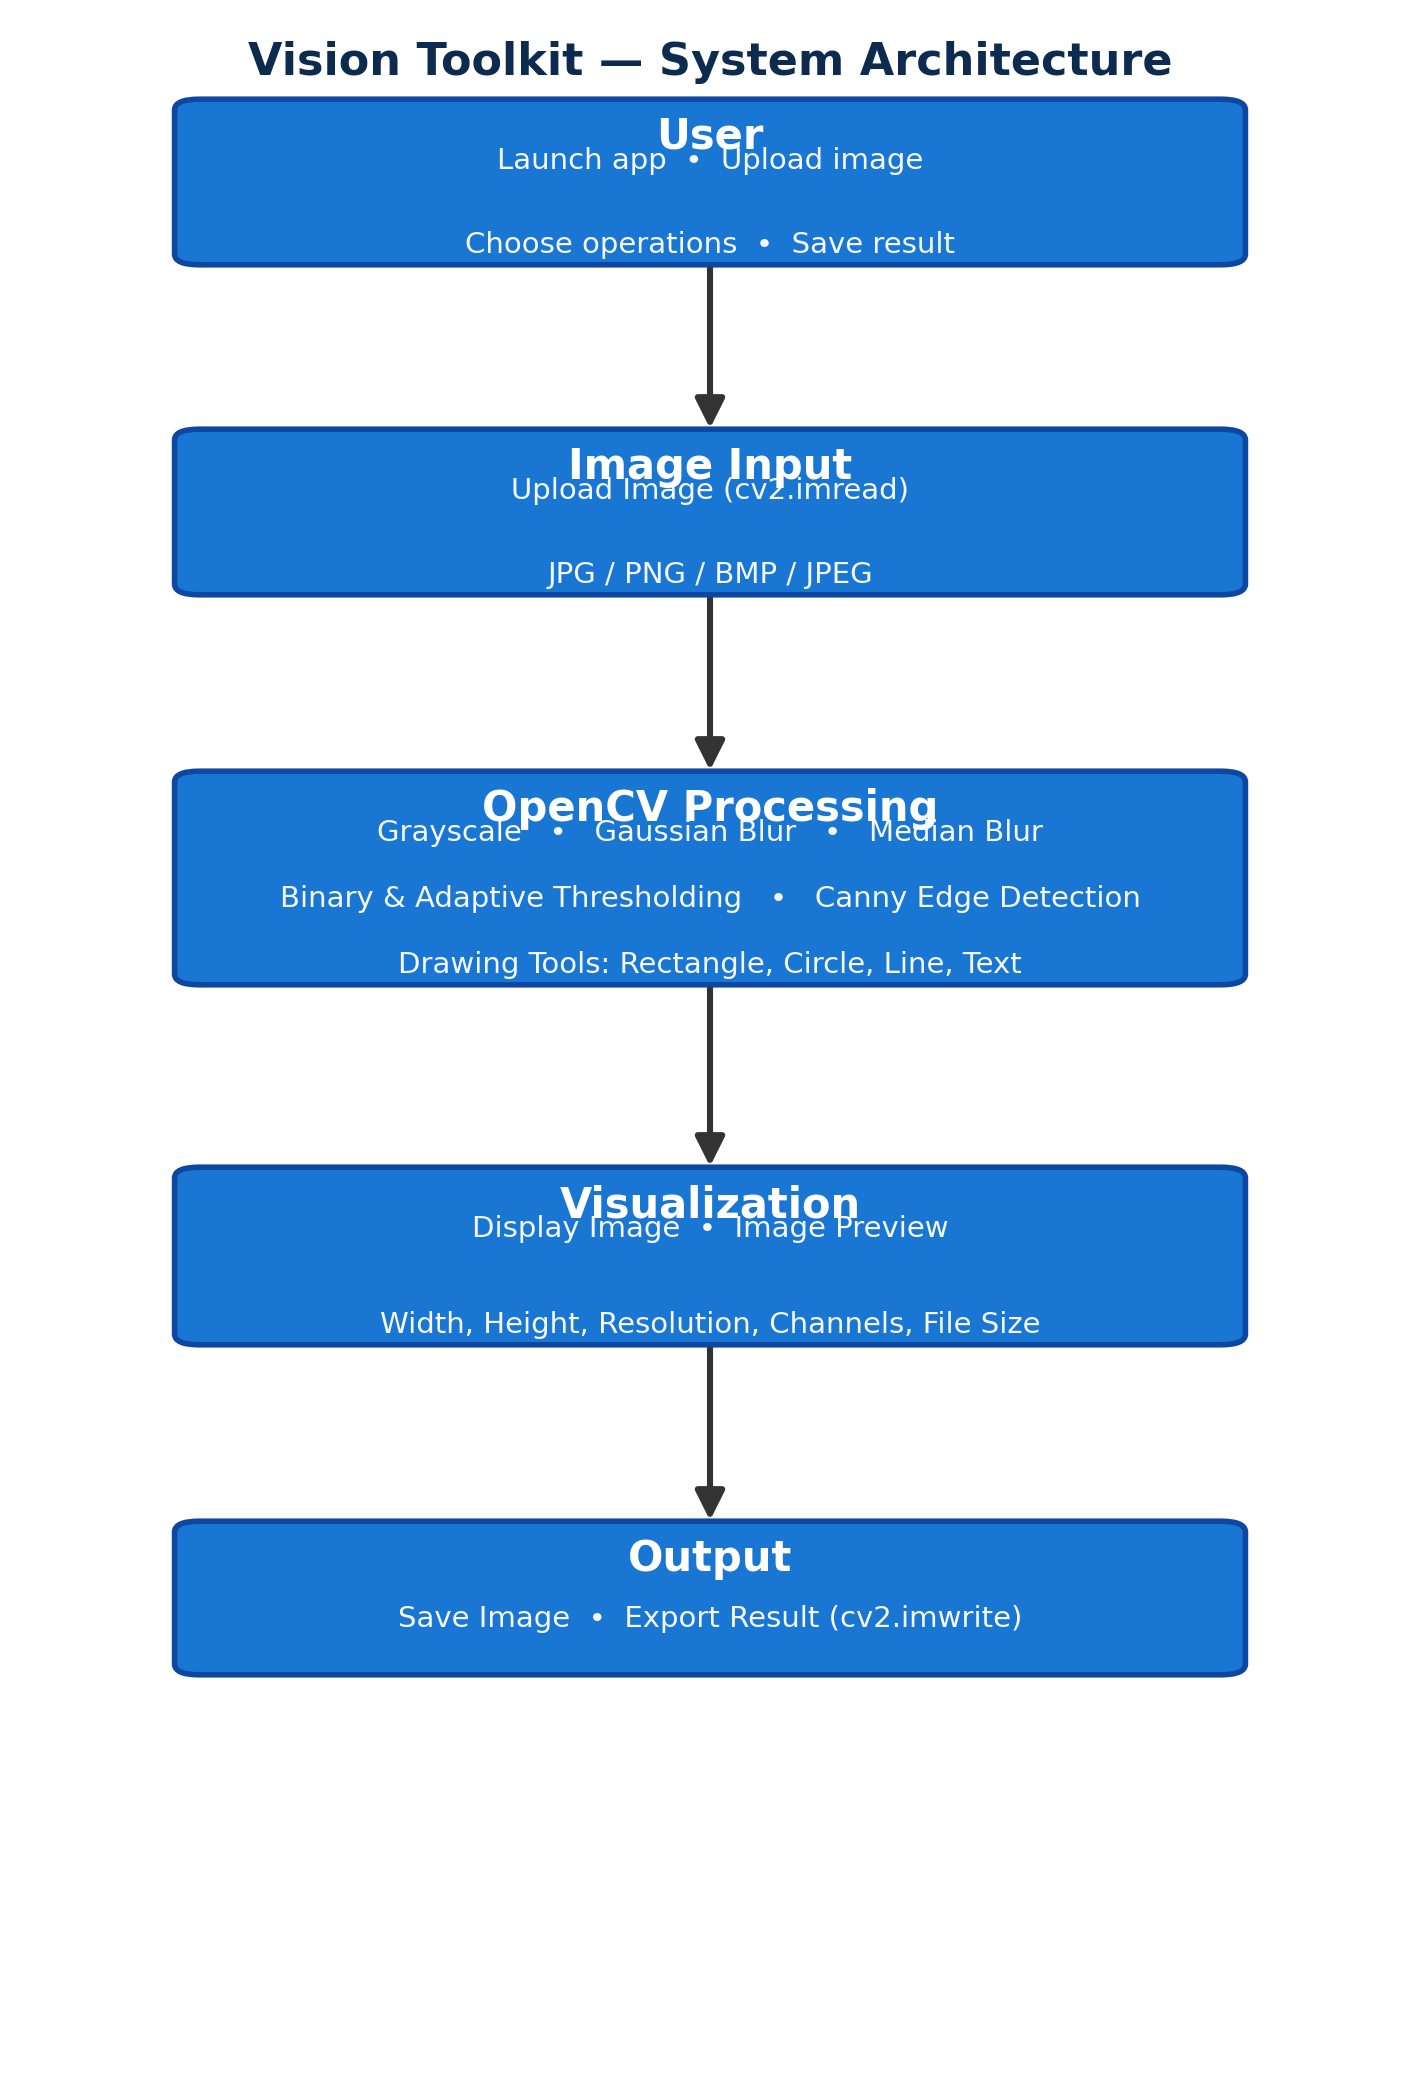 Vision Toolkit — System Architecture
User
Launch app • Upload image
Choose operations • Save result
Image Input
Upload Image (cv2.imread)
JPG / PNG / BMP / JPEG
OpenCV Processing
Grayscale • Gaussian Blur • Median Blur
Binary & Adaptive Thresholding • Canny Edge Detection
Drawing Tools: Rectangle, Circle, Line, Text
Visualization
Display Image • Image Preview
Width, Height, Resolution, Channels, File Size
Output
Save Image • Export Result (cv2.imwrite)